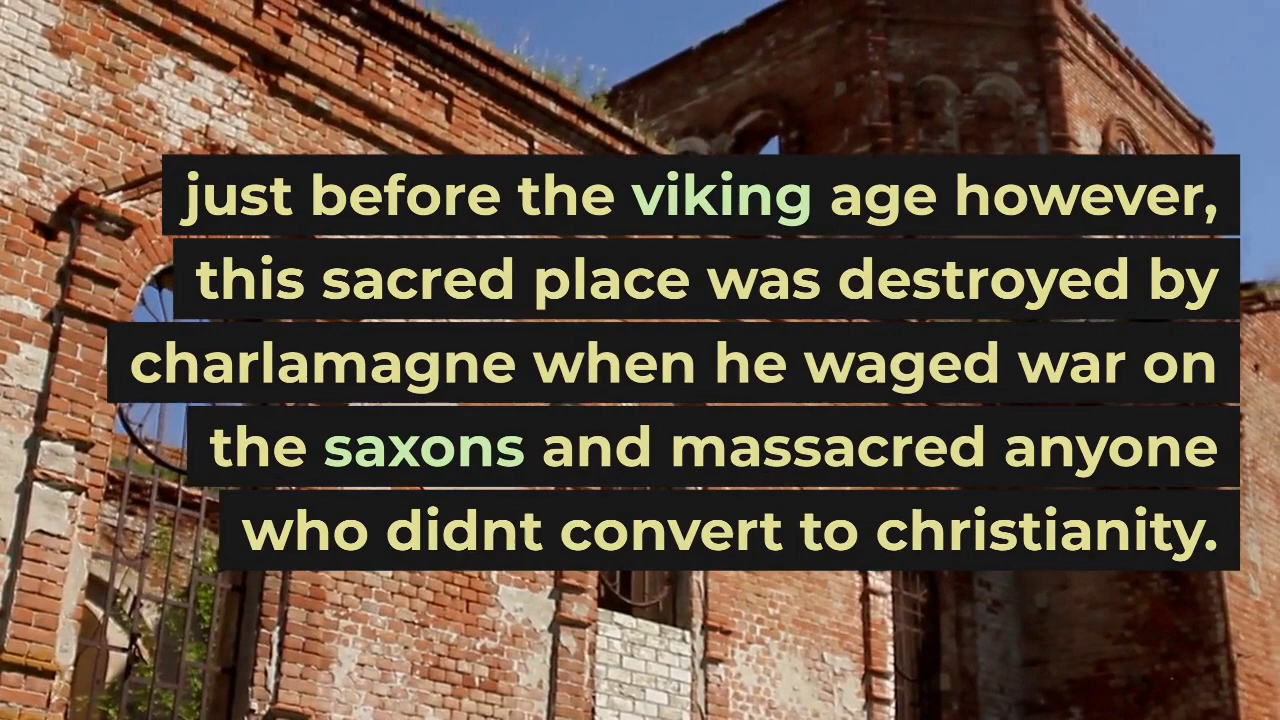 just before the viking age however,
this sacred place was destroyed by
charlamagne when he waged war on
the saxons and massacred anyone
who didnt convert to christianity.